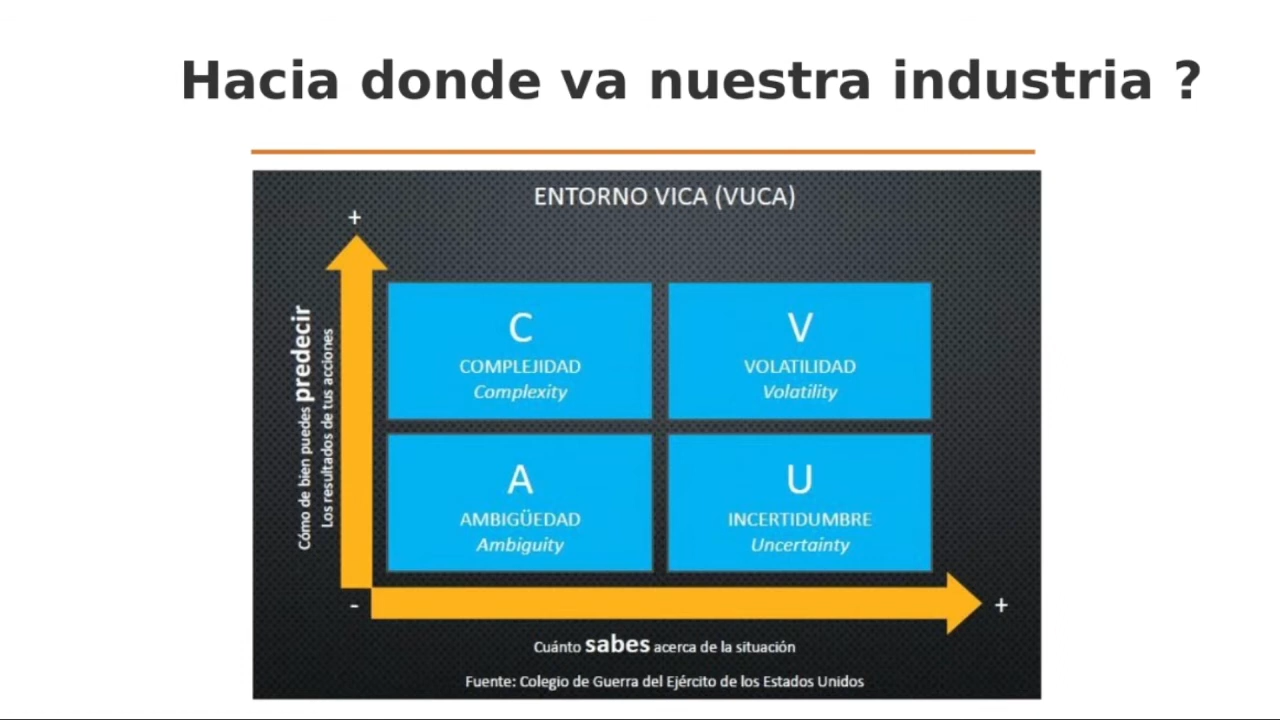 Hacia donde va nuestra industria ?
ENTORNO VICA (VUCA)
+
Cómo de bien puedes predecir
Los resultados de tus acciones
C
COMPLEJIDAD
Complexity
V
VOLATILIDAD
Volatility
A
AMBIGÜEDAD
Ambiguity
U
INCERTIDUMBRE
Uncertainty
-
+
Cuánto sabes acerca de la situación
Fuente: Colegio de Guerra del Ejército de los Estados Unidos